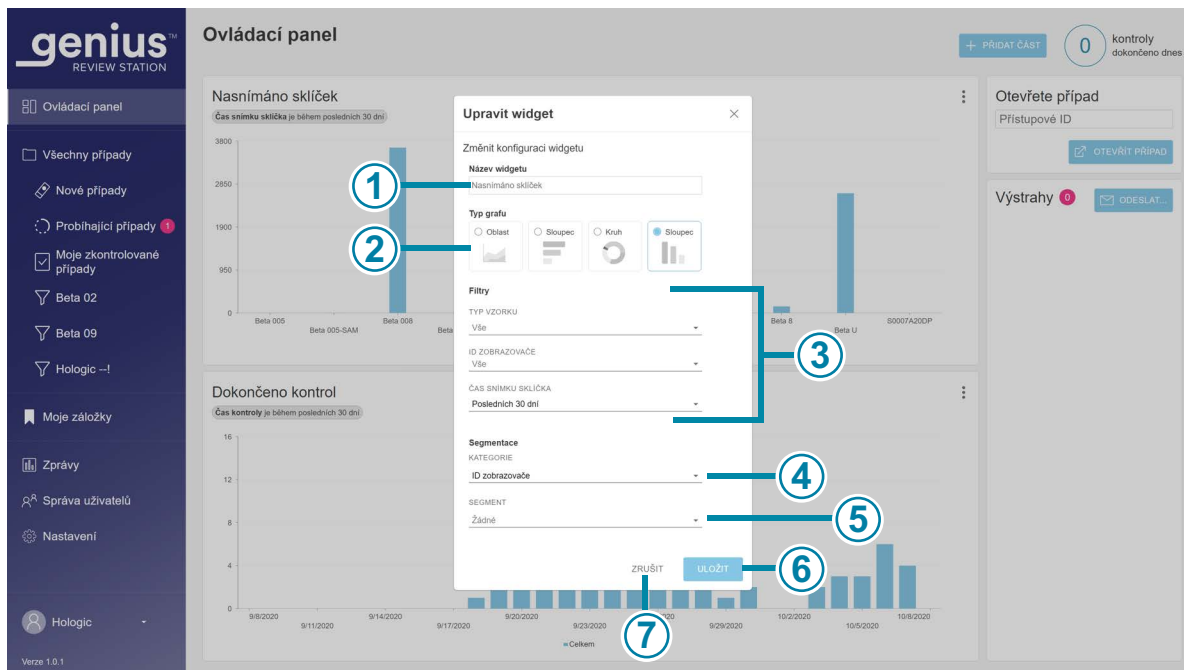 genius™
REVIEW STATION
Ovládací panel
Všechny případy
Nové případy
Probíhající případy 1
Moje zkontrolované
případy
Beta 02
Beta 09
Hologic --!
Moje záložky
Zprávy
Správa uživatelů
Nastavení
Hologic
Verze 1.0.1
Ovládací panel
+ PŘIDAT ČÁST
0
kontroly
dokončeno dnes
Nasnímáno sklíček
Čas snímku sklíčka je během posledních 30 dní
3800
2850
1900
950
0
Beta 005
Beta 005-SAM
Beta 008
Beta
Beta 8
Beta U
S0007A20DP
Dokončeno kontrol
Čas kontroly je během posledních 30 dní
16
12
8
4
0
9/8/2020
9/11/2020
9/14/2020
9/17/2020
9/20/2020
9/23/2020
020
9/29/2020
10/2/2020
10/5/2020
10/8/2020
Celkem
Upravit widget
Změnit konfiguraci widgetu
Název widgetu
Nasnímáno sklíček
Typ grafu
Oblast
Sloupec
Kruh
Sloupec
Filtry
TYP VZORKU
Vše
ID ZOBRAZOVAČE
Vše
ČAS SNÍMKU SKLÍČKA
Posledních 30 dní
Segmentace
KATEGORIE
ID zobrazovače
SEGMENT
Žádné
ZRUŠIT
ULOŽIT
1
2
3
4
5
6
7
Otevřete případ
Přístupové ID
OTEVŘÍT PŘÍPAD
Výstrahy 0
ODESLAT...